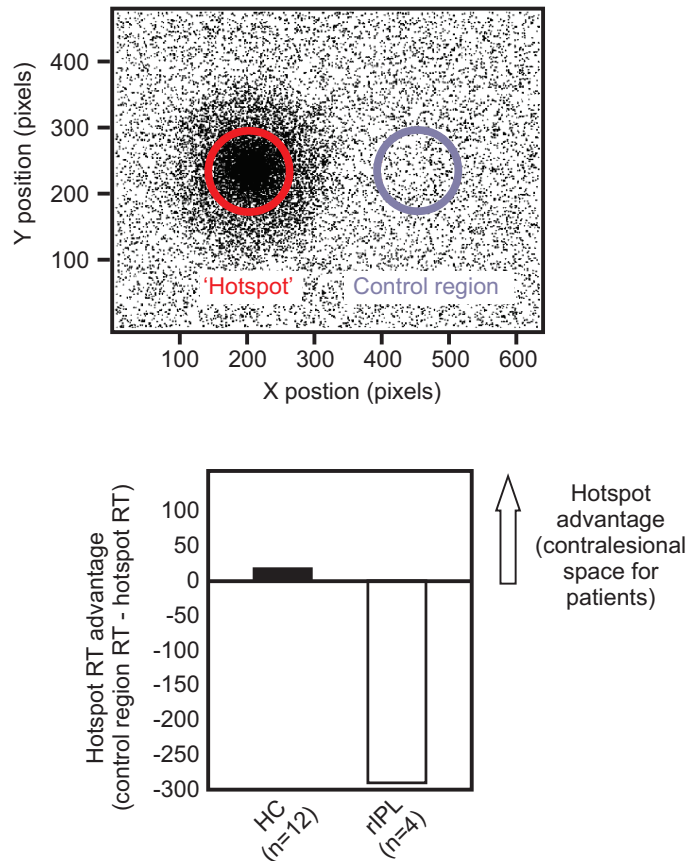 400
300
200
100
Y position (pixels)
'Hotspot'
Control region
100 200 300 400 500 600
X postion (pixels)
100
50
0
-50
-100
-150
-200
-250
-300
Hotspot RT advantage
(control region RT - hotspot RT)
HC
(n=12)
rIPL
(n=4)
Hotspot
advantage
(contralesional
space for
patients)